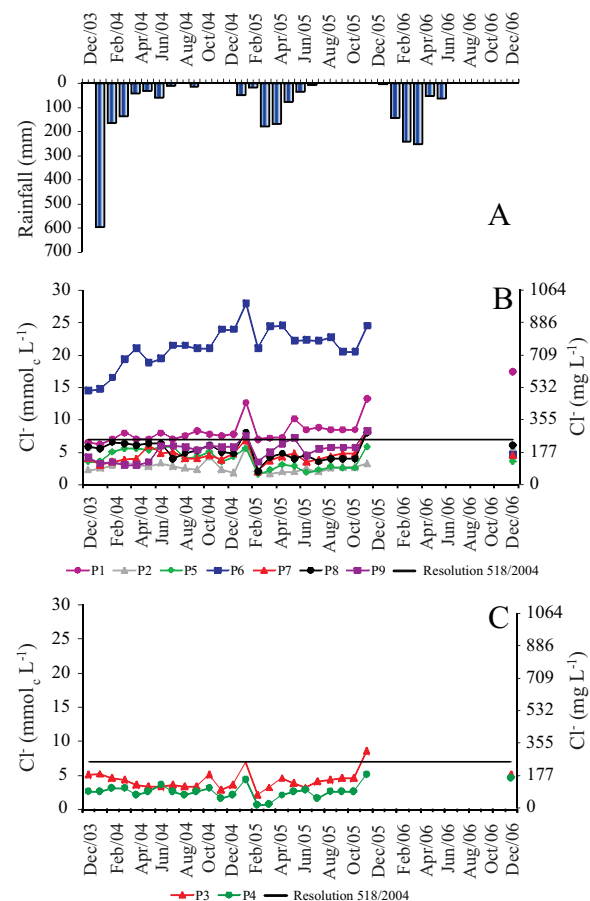 Dec/03 Feb/04 Apr/04 Jun/04 Aug/04 Oct/04 Dec/04 Feb/05 Apr/05 Jun/05 Aug/05 Oct/05 Dec/05 Feb/06 Apr/06 Jun/06 Aug/06 Oct/06 Dec/06
Rainfall (mm)
0
100
200
300
400
500
600
700
A
Cl- (mmolc L-1)
30
25
20
15
10
5
0
B
1064
886
709
532
355
177
0
Cl- (mg L-1)
Dec/03 Feb/04 Apr/04 Jun/04 Aug/04 Oct/04 Dec/04 Feb/05 Apr/05 Jun/05 Aug/05 Oct/05 Dec/05 Feb/06 Apr/06 Jun/06 Aug/06 Oct/06 Dec/06
P1 P2 P5 P6 P7 P8 P9 Resolution 518/2004
Cl- (mmolc L-1)
30
25
20
15
10
5
0
C
1064
886
709
532
355
177
0
Cl- (mg L-1)
Dec/03 Feb/04 Apr/04 Jun/04 Aug/04 Oct/04 Dec/04 Feb/05 Apr/05 Jun/05 Aug/05 Oct/05 Dec/05 Feb/06 Apr/06 Jun/06 Aug/06 Oct/06 Dec/06
P3 P4 Resolution 518/2004